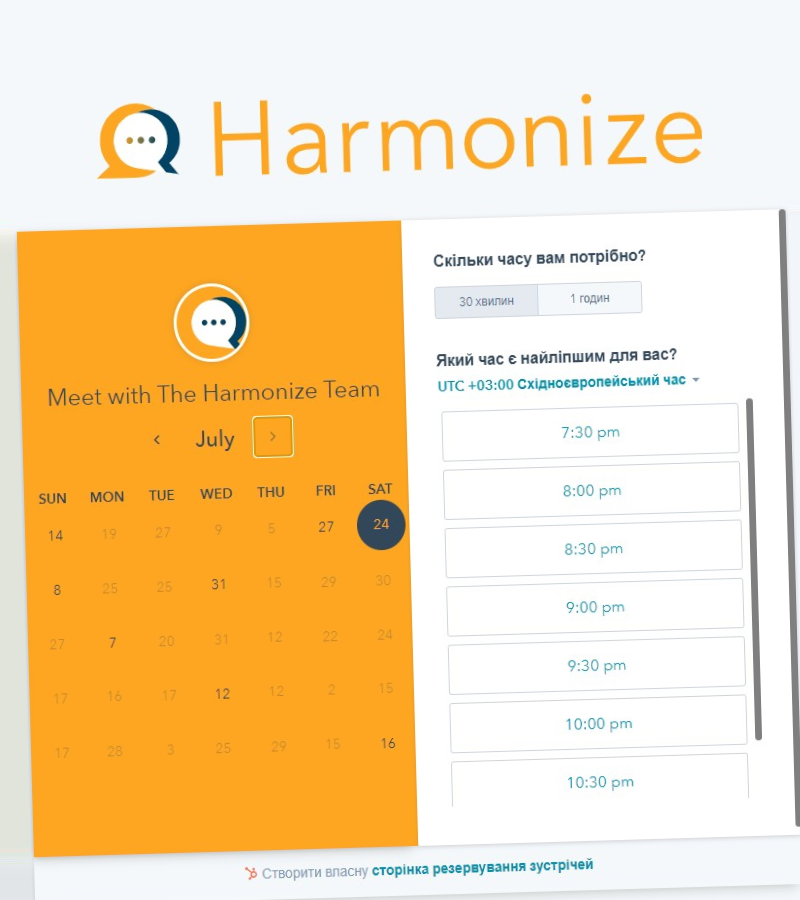 Harmonize
Meet with The Harmonize Team
July
SUN MON TUE WED THU FRI SAT
14 19 27 9 5 27 24
8 25 25 31 15 29 30
27 7 20 31 12 22 24
17 16 17 12 12 2 15
17 28 3 25 29 15 16
Скільки часу вам потрібно?
30 хвилин 1 годин
Який час є найліпшим для вас?
UTC +03:00 Східноєвропейський час
7:30 pm
8:00 pm
8:30 pm
9:00 pm
9:30 pm
10:00 pm
10:30 pm
Створити власну сторінка резервування зустрічей